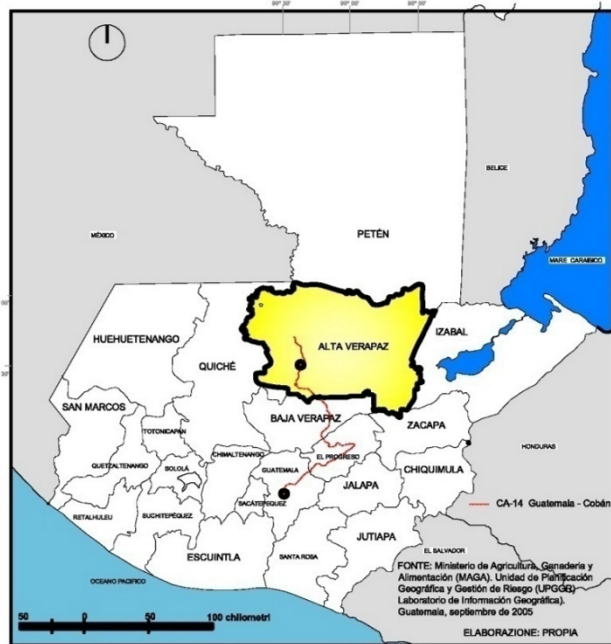 BELICE
MÉXICO
PETÉN
MARE CARAIBICO
HUEHUETENANGO
QUICHÉ
ALTA VERAPAZ
IZABAL
SAN MARCOS
TOTONICAPAN
BAJA VERAPAZ
ZACAPA
QUETZALTENANGO
SOLOLÁ
CHIMALTENANGO
GUATEMALA
EL PROGRESO
HONDURAS
CHIQUIMULA
JALAPA
RETALHULEU
SUCHITEPÉQUEZ
SACÁTEPEQUEZ
CA-14 Guatemala - Cobán
ESCUINTLA
SANTA ROSA
JUTIAPA
EL SALVADOR
OCEANO PACIFICO
FONTE: Ministerio de Agricultura, Ganaderia y
Alimentación (MAGA). Unidad de Planificación
Geográfica y Gestión de Riesgo (UPGGR)
Laboratorio de Información Geográfica).
Guatemala, septiembre de 2005
50 0 50 100 chilometri
ELABORAZIONE: PROPIA